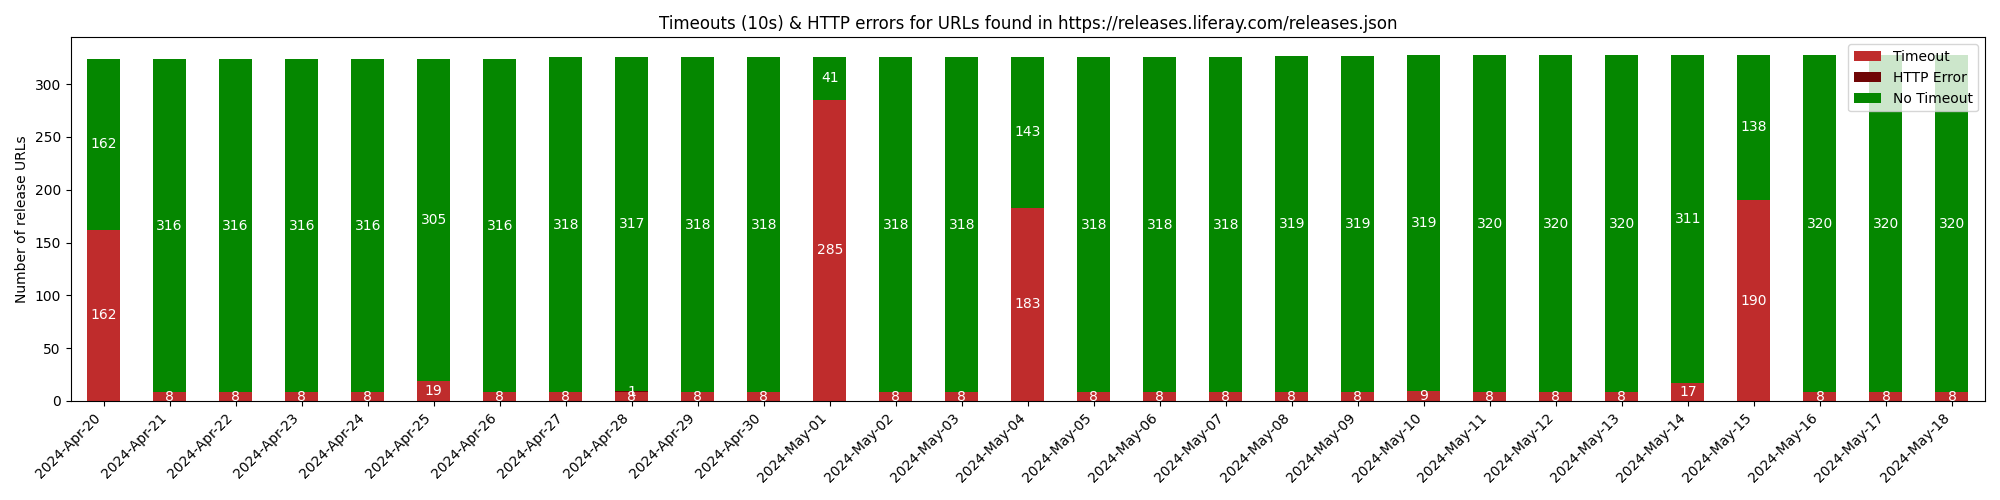 Timeouts (10s) & HTTP errors for URLs found in https://releases.liferay.com/releases.json
Timeout
HTTP Error
No Timeout
Number of release URLs
300
250
200
150
100
50
0
162 316 316 316 316 305 316 318 317 318 318 41 318 318 143 318 318 318 319 319 319 320 320 320 311 138 320 320 320
1
162 8 8 8 8 19 8 8 8 8 8 285 8 8 183 8 8 8 8 8 9 8 8 8 17 190 8 8 8
2024-Apr-20 2024-Apr-21 2024-Apr-22 2024-Apr-23 2024-Apr-24 2024-Apr-25 2024-Apr-26 2024-Apr-27 2024-Apr-28 2024-Apr-29 2024-Apr-30 2024-May-01 2024-May-02 2024-May-03 2024-May-04 2024-May-05 2024-May-06 2024-May-07 2024-May-08 2024-May-09 2024-May-10 2024-May-11 2024-May-12 2024-May-13 2024-May-14 2024-May-15 2024-May-16 2024-May-17 2024-May-18